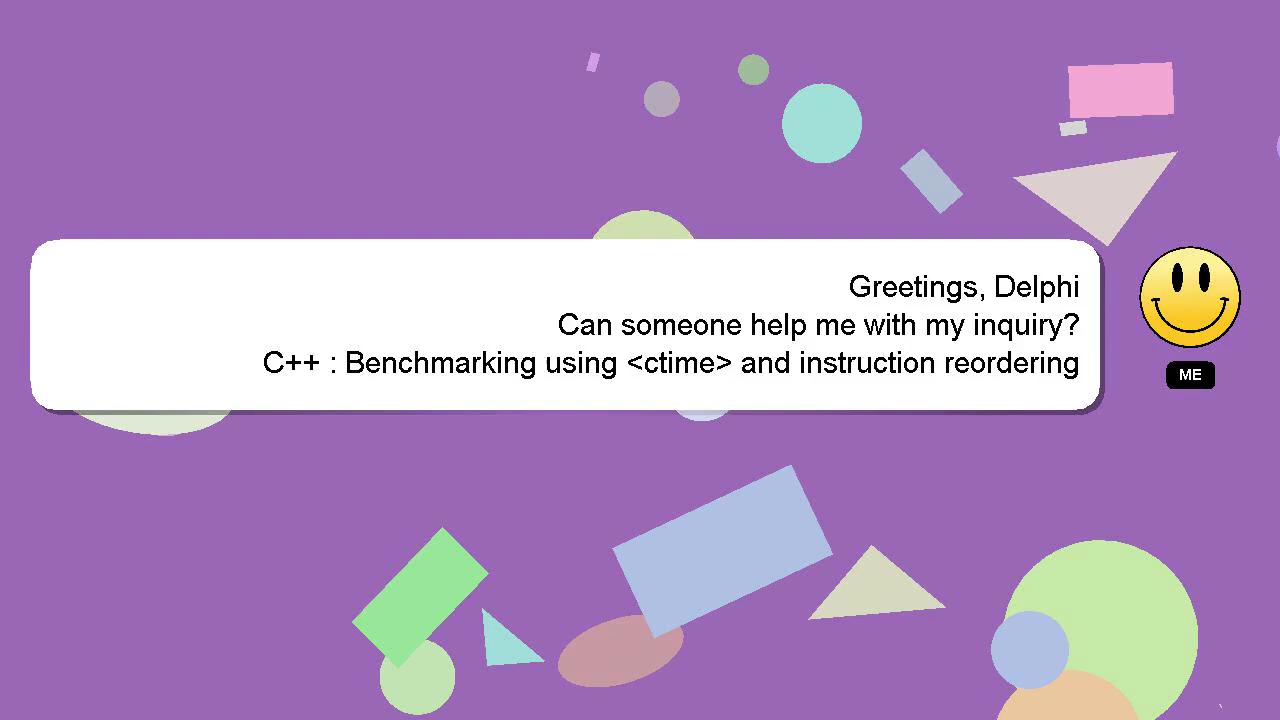 Greetings, Delphi
Can someone help me with my inquiry?
C++ : Benchmarking using <ctime> and instruction reordering
ME